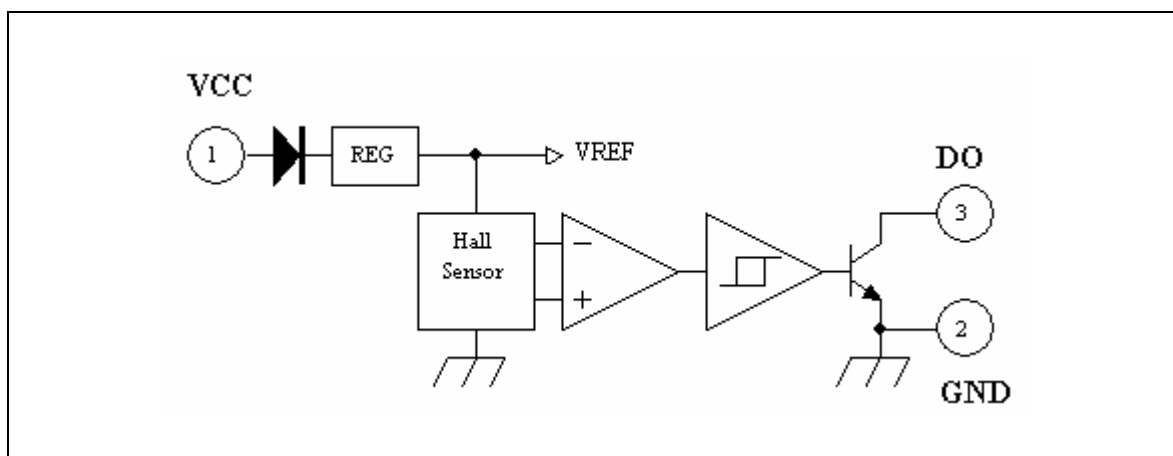 VCC
1
REG
VREF
DO
3
Hall
Sensor
−
+
2
GND